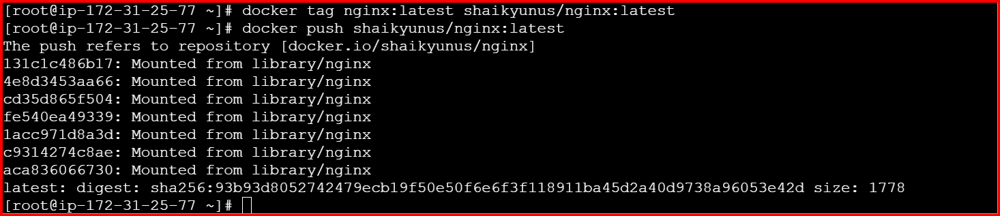 [root@ip-172-31-25-77 ~]# docker tag nginx:latest shaikyunus/nginx:latest
[root@ip-172-31-25-77 ~]# docker push shaikyunus/nginx:latest
The push refers to repository [docker.io/shaikyunus/nginx]
131c1c486b17: Mounted from library/nginx
4e8d3453aa66: Mounted from library/nginx
cd35d865f504: Mounted from library/nginx
fe540ea49339: Mounted from library/nginx
1acc971d8a3d: Mounted from library/nginx
c9314274c8ae: Mounted from library/nginx
aca836066730: Mounted from library/nginx
latest: digest: sha256:93b93d8052742479ecb19f50e50f6e6f3f118911ba45d2a40d9738a96053e42d size: 1778
[root@ip-172-31-25-77 ~]#